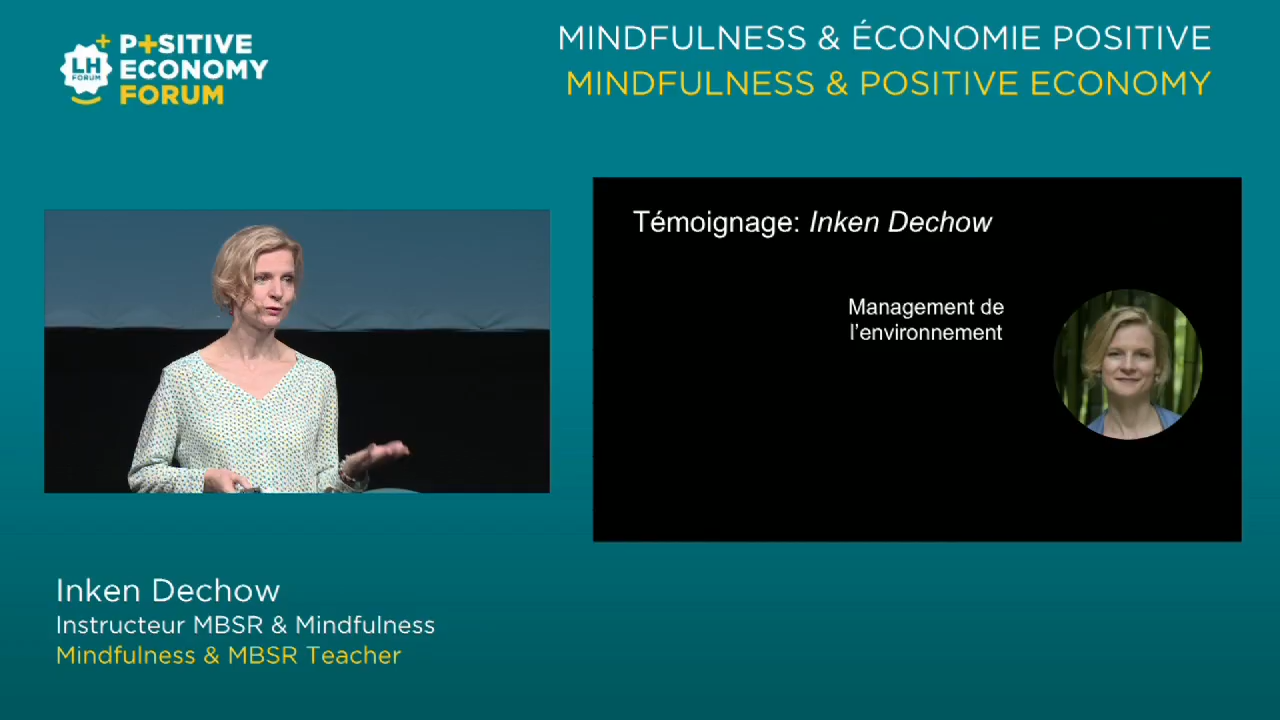 P+SITIVE
ECONOMY
FORUM
LH
FORUM
MINDFULNESS & ÉCONOMIE POSITIVE
MINDFULNESS & POSITIVE ECONOMY
Témoignage: Inken Dechow
Management de
l'environnement
Inken Dechow
Instructeur MBSR & Mindfulness
Mindfulness & MBSR Teacher